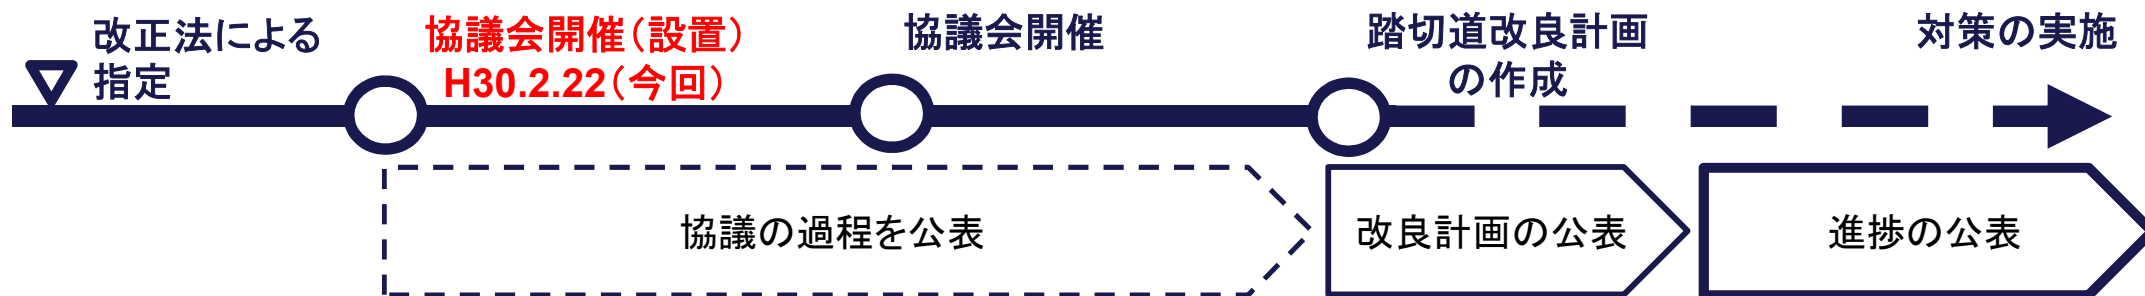 改正法による
指定
協議会開催（設置）
H30.2.22（今回）
協議会開催
踏切道改良計画
の作成
対策の実施
協議の過程を公表
改良計画の公表
進捗の公表